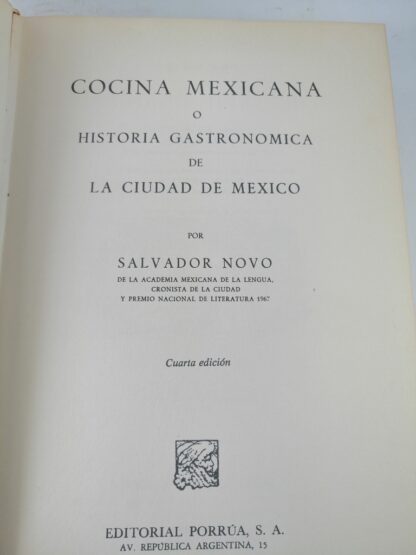 COCINA MEXICANA
O
HISTORIA GASTRONOMICA
DE
LA CIUDAD DE MEXICO
POR
SALVADOR NOVO
DE LA ACADEMIA MEXICANA DE LA LENGUA,
CRONISTA DE LA CIUDAD
Y PREMIO NACIONAL DE LITERATURA 1967
Cuarta edición
EDITORIAL PORRÚA, S. A.
AV. REPÚBLICA ARGENTINA, 15